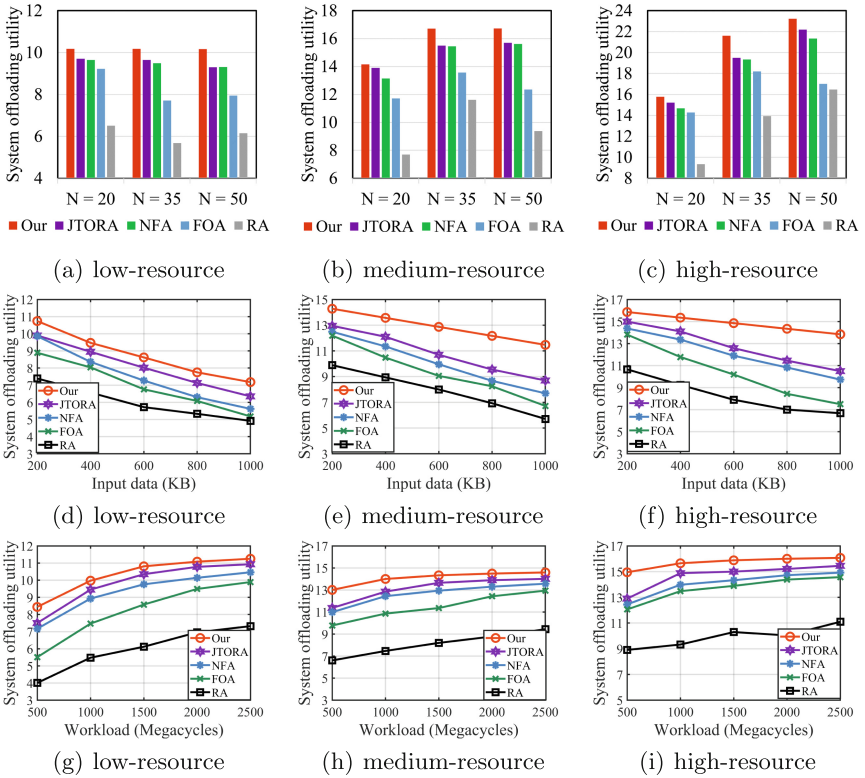 System offloading utility
12
10
8
6
4
N = 20 N = 35 N = 50
Our JTORA NFA FOA RA
(a) low-resource
System offloading utility
18
16
14
12
10
8
6
N = 20 N = 35 N = 50
Our JTORA NFA FOA RA
(b) medium-resource
System offloading utility
24
22
20
18
16
14
12
10
8
N = 20 N = 35 N = 50
Our JTORA NFA FOA RA
(c) high-resource
System offloading utility
12
11
10
9
8
7
6
5
4
3
Our
JTORA
NFA
FOA
RA
200 400 600 800 1000
Input data (KB)
(d) low-resource
System offloading utility
15
13
11
9
7
5
3
Our
JTORA
NFA
FOA
RA
200 400 600 800 1000
Input data (KB)
(e) medium-resource
System offloading utility
17
15
13
11
9
7
5
3
Our
JTORA
NFA
FOA
RA
200 400 600 800 1000
Input data (KB)
(f) high-resource
System offloading utility
12
11
10
9
8
7
6
5
4
3
Our
JTORA
NFA
FOA
RA
500 1000 1500 2000 2500
Workload (Megacycles)
(g) low-resource
System offloading utility
17
15
13
11
9
7
5
3
Our
JTORA
NFA
FOA
RA
500 1000 1500 2000 2500
Workload (Megacycles)
(h) medium-resource
System offloading utility
17
15
13
11
9
7
5
Our
JTORA
NFA
FOA
RA
500 1000 1500 2000 2500
Workload (Megacycles)
(i) high-resource